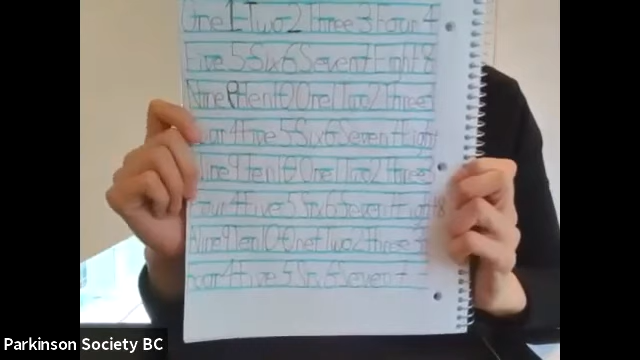 One 1 Two 2 Three 3 Four 4
Five 5 Six 6 Seven 7 Eight 8
Nine 9 Ten 10 One 1 Two 2 Three 3
Four 4 Five 5 Six 6 Seven 7 Eight
Nine 9 Ten 10 One 1 Two 2 Three 3
Four 4 Five 5 Six 6 Seven 7 Eight 8
Nine 9 Ten 10 One 1 Two 2 Three 3
Four 4 Five 5 Six 6 Seven 7
Parkinson Society BC